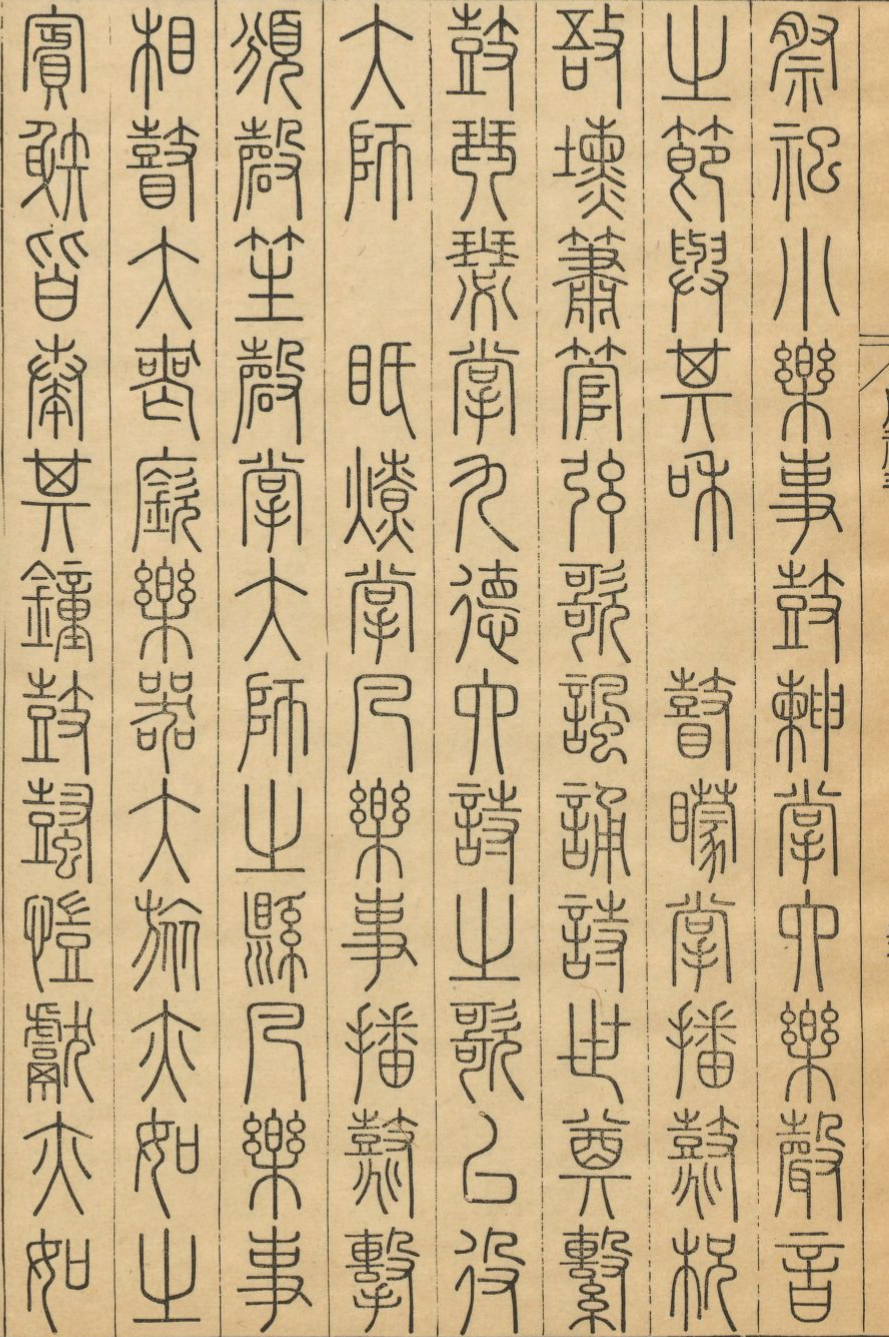 祭祀小樂事鼓朄掌六樂聲音
之節與其和　瞽矇掌播鼗柷
敔壎簫管弦歌諷誦詩世奠繫
鼓琴瑟掌九德六詩之歌以役
大師　眡燎掌凡樂事播鼗擊
頌磬笙磬掌大師之縣凡樂事
相瞽大喪廞樂器大旅亦如之
賓射皆奏其鐘鼓鼜愷獻亦如